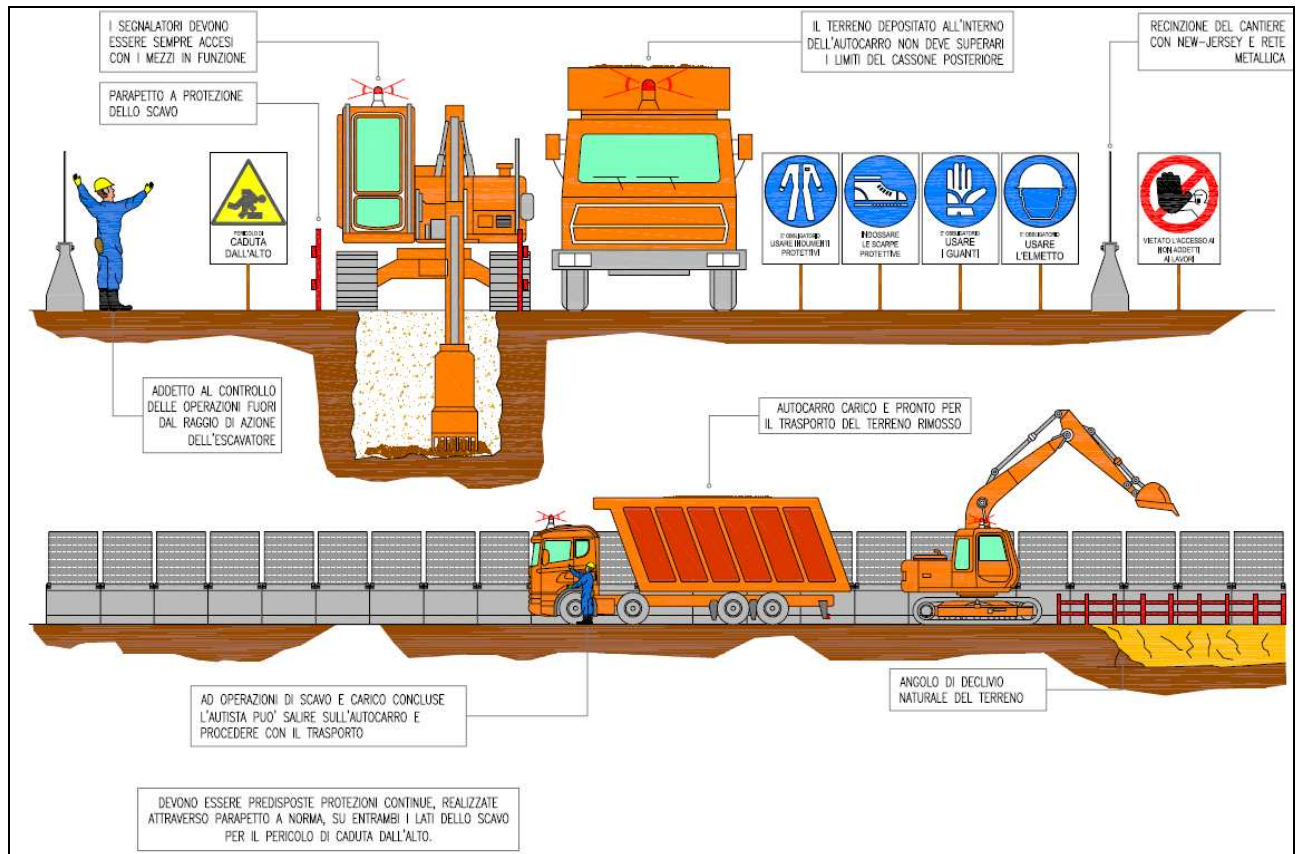 I SEGNALATORI DEVONO
ESSERE SEMPRE ACCESI
CON I MEZZI IN FUNZIONE
IL TERRENO DEPOSITATO ALL'INTERNO
DELL'AUTOCARRO NON DEVE SUPERARI
I LIMITI DEL CASSONE POSTERIORE
RECINZIONE DEL CANTIERE
CON NEW-JERSEY E RETE
METALLICA
PARAPETTO A PROTEZIONE
DELLO SCAVO
PERICOLO DI
CADUTA
DALL'ALTO
E' OBBLIGATORIO
USARE INDUMENTI
PROTETTIVI
INDOSSARE
LE SCARPE
PROTETTIVE
E' OBBLIGATORIO
USARE
I GUANTI
E' OBBLIGATORIO
USARE
L'ELMETTO
VIETATO L'ACCESSO AI
NON ADDETTI
AI LAVORI
ADDETTO AL CONTROLLO
DELLE OPERAZIONI FUORI
DAL RAGGIO DI AZIONE
DELL'ESCAVATORE
AUTOCARRO CARICO E PRONTO PER
IL TRASPORTO DEL TERRENO RIMOSSO
AD OPERAZIONI DI SCAVO E CARICO CONCLUSE
L'AUTISTA PUO' SALIRE SULL'AUTOCARRO E
PROCEDERE CON IL TRASPORTO
ANGOLO DI DECLIVIO
NATURALE DEL TERRENO
DEVONO ESSERE PREDISPOSTE PROTEZIONI CONTINUE, REALIZZATE
ATTRAVERSO PARAPETTO A NORMA, SU ENTRAMBI I LATI DELLO SCAVO
PER IL PERICOLO DI CADUTA DALL'ALTO.